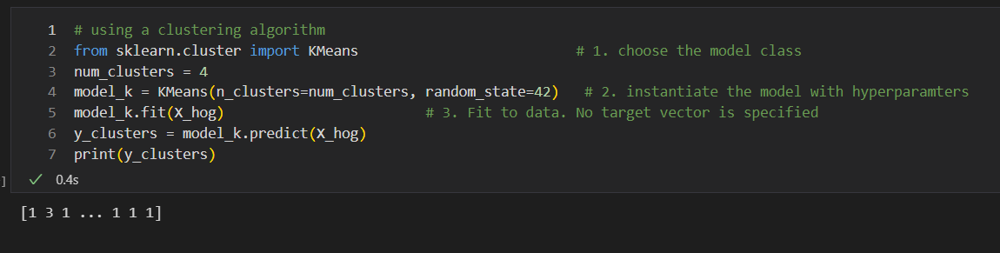 1 # using a clustering algorithm
2 from sklearn.cluster import KMeans # 1. choose the model class
3 num_clusters = 4
4 model_k = KMeans(n_clusters=num_clusters, random_state=42) # 2. instantiate the model with hyperparamters
5 model_k.fit(X_hog) # 3. Fit to data. No target vector is specified
6 y_clusters = model_k.predict(X_hog)
7 print(y_clusters)
] ✓ 0.4s
[1 3 1 ... 1 1 1]